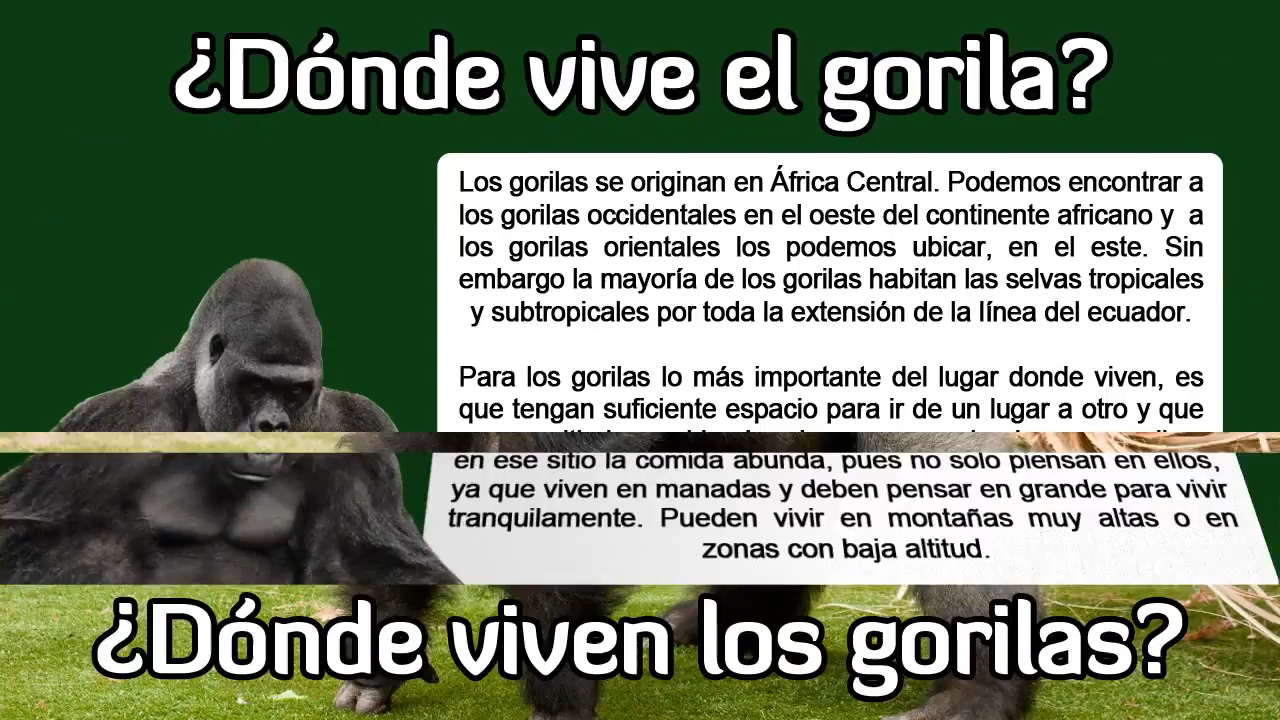 ¿Dónde vive el gorila?
Los gorilas se originan en África Central. Podemos encontrar a
los gorilas occidentales en el oeste del continente africano y a
los gorilas orientales los podemos ubicar, en el este. Sin
embargo la mayoría de los gorilas habitan las selvas tropicales
y subtropicales por toda la extensión de la línea del ecuador.
Para los gorilas lo más importante del lugar donde viven, es
que tengan suficiente espacio para ir de un lugar a otro y que
en ese sitio la comida abunda, pues no solo piensan en ellos,
ya que viven en manadas y deben pensar en grande para vivir
tranquilamente. Pueden vivir en montañas muy altas o en
zonas con baja altitud.
¿Dónde viven los gorilas?